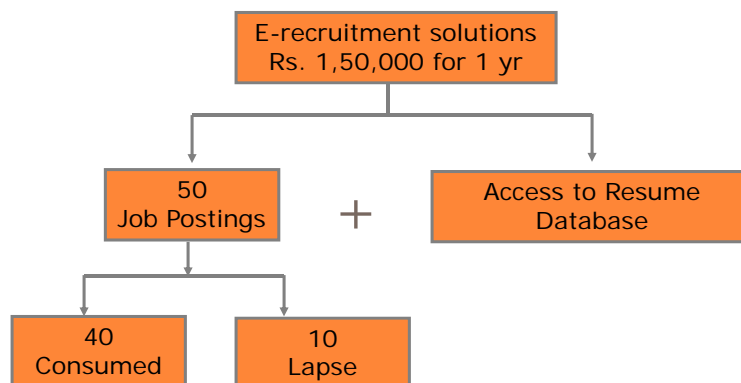 E-recruitment solutions
Rs. 1,50,000 for 1 yr
50
Job Postings
+
Access to Resume
Database
40
Consumed
10
Lapse